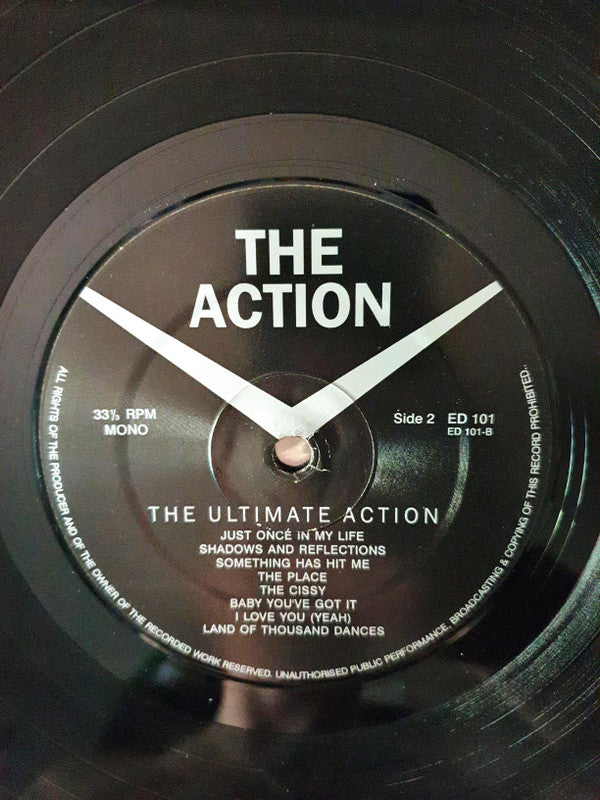 THE
ACTION
33⅓ RPM
MONO
Side 2 ED 101
ED 101-B
THE ULTIMATE ACTION
JUST ONCE IN MY LIFE
SHADOWS AND REFLECTIONS
SOMETHING HAS HIT ME
THE PLACE
THE CISSY
BABY YOU'VE GOT IT
I LOVE YOU (YEAH)
LAND OF THOUSAND DANCES
ALL RIGHTS OF THE PRODUCER AND OF THE OWNER OF THE RECORDED WORK RESERVED. UNAUTHORISED PUBLIC PERFORMANCE, BROADCASTING & COPYING OF THIS RECORD PROHIBITED.